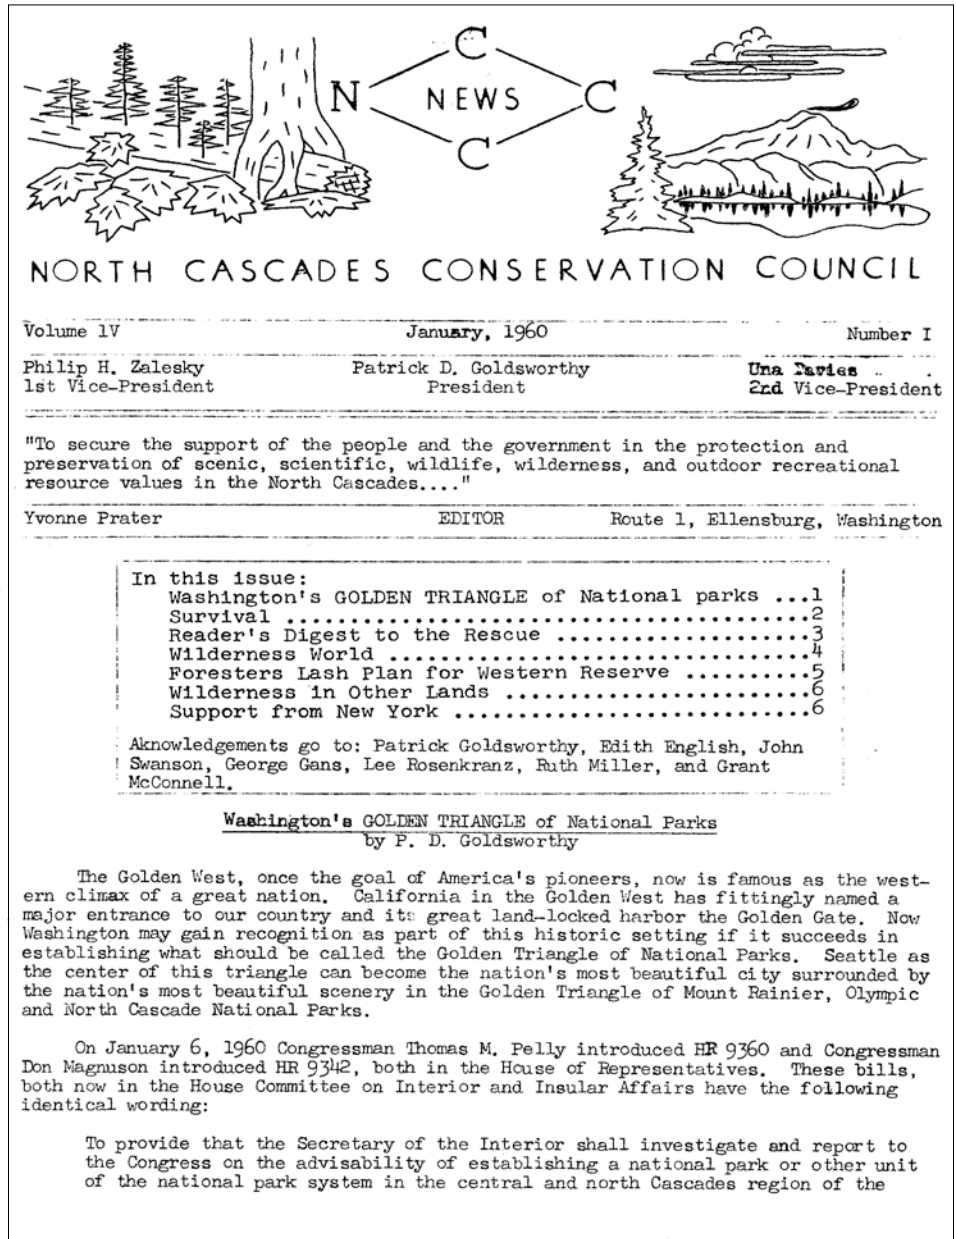 C
N NEWS C
C
NORTH CASCADES CONSERVATION COUNCIL
Volume 1V January, 1960 Number I
Philip H. Zalesky Patrick D. Goldsworthy Una Davies
1st Vice-President President 2nd Vice-President
"To secure the support of the people and the government in the protection and
preservation of scenic, scientific, wildlife, wilderness, and outdoor recreational
resource values in the North Cascades...."
Yvonne Prater EDITOR Route 1, Ellensburg, Washington
In this issue:
Washington's GOLDEN TRIANGLE of National parks ...1
Survival ............................................2
Reader's Digest to the Rescue ......................3
Wilderness World ....................................4
Foresters Lash Plan for Western Reserve ...........5
Wilderness in Other Lands ..........................6
Support from New York ..............................6
Aknowledgements go to: Patrick Goldsworthy, Edith English, John
Swanson, George Gans, Lee Rosenkranz, Ruth Miller, and Grant
McConnell.
Washington's GOLDEN TRIANGLE of National Parks
by P. D. Goldsworthy
The Golden West, once the goal of America's pioneers, now is famous as the west-
ern climax of a great nation. California in the Golden West has fittingly named a
major entrance to our country and its great land-locked harbor the Golden Gate. Now
Washington may gain recognition as part of this historic setting if it succeeds in
establishing what should be called the Golden Triangle of National Parks. Seattle as
the center of this triangle can become the nation's most beautiful city surrounded by
the nation's most beautiful scenery in the Golden Triangle of Mount Rainier, Olympic
and North Cascade National Parks.
On January 6, 1960 Congressman Thomas M. Pelly introduced HR 9360 and Congressman
Don Magnuson introduced HR 9342, both in the House of Representatives. These bills,
both now in the House Committee on Interior and Insular Affairs have the following
identical wording:
To provide that the Secretary of the Interior shall investigate and report to
the Congress on the advisability of establishing a national park or other unit
of the national park system in the central and north Cascades region of the